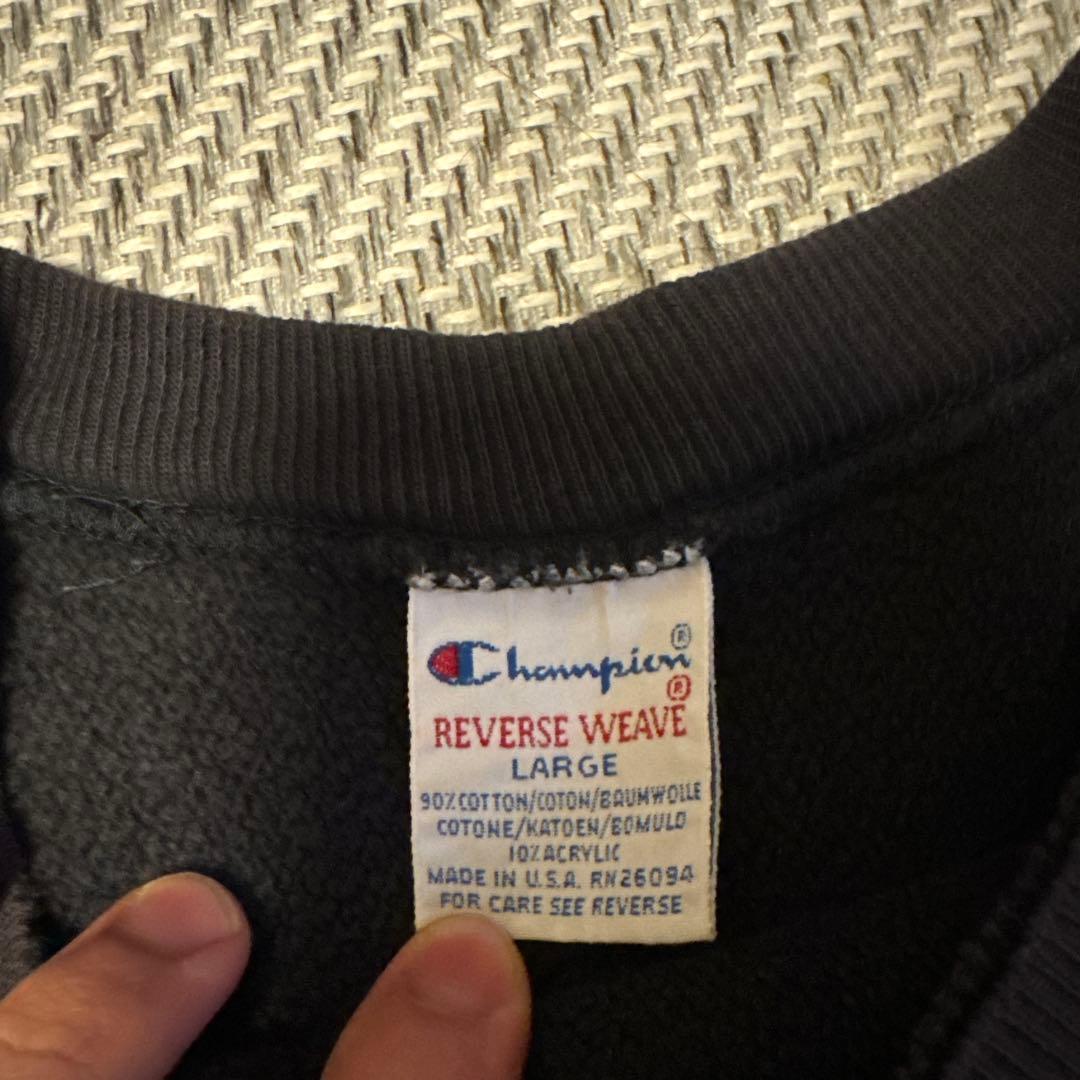 Champion®
REVERSE WEAVE®
LARGE
90% COTTON/COTON/BAUMWOLLE
COTONE/KATOEN/BOMULD
10% ACRYLIC
MADE IN U.S.A. RN26094
FOR CARE SEE REVERSE